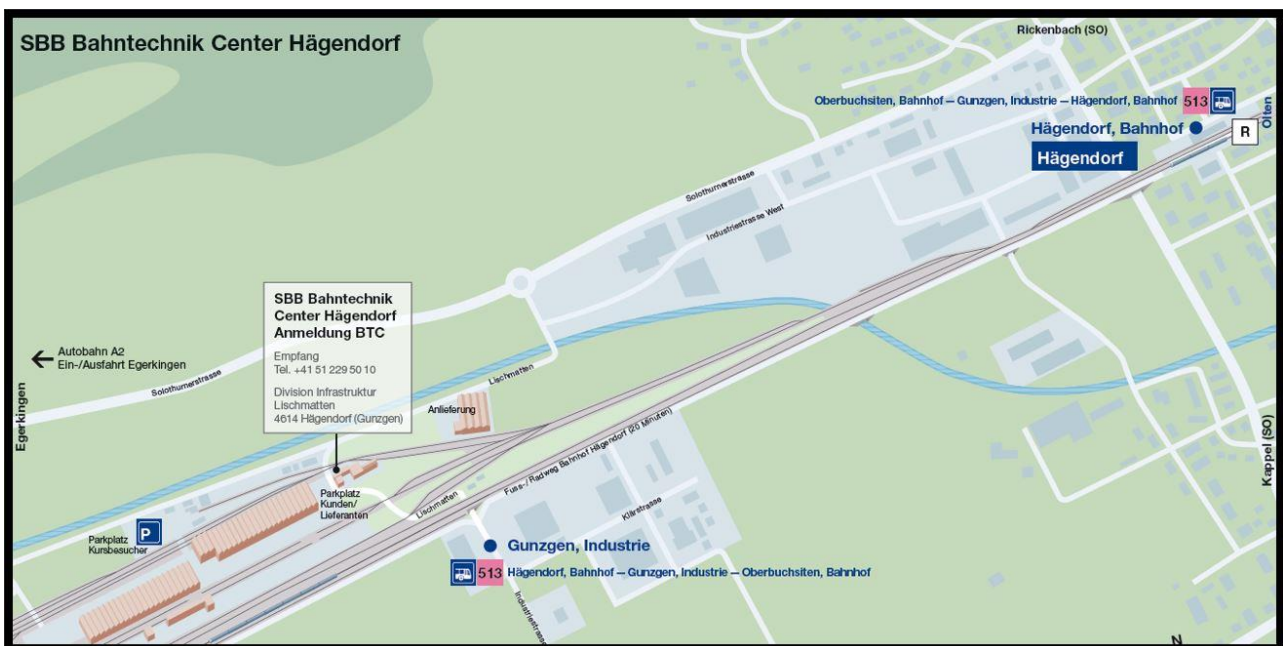 SBB Bahntechnik Center Hägendorf
Rickenbach (SO)
Oberbuchsiten, Bahnhof – Gunzgen, Industrie – Hägendorf, Bahnhof 513
Olten
Hägendorf, Bahnhof
R
Hägendorf
Solothurnerstrasse
Industriestrasse West
SBB Bahntechnik
Center Hägendorf
Anmeldung BTC
Empfang
Tel. +41 51 229 50 10
Division Infrastruktur
Lischmatten
4614 Hägendorf (Gunzgen)
Autobahn A2
Ein-/Ausfahrt Egerkingen
Egerkingen
Solothurnerstrasse
Lischmatten
Anlieferung
Fuss-/Radweg Bahnhof Hägendorf (20 Minuten)
Kappel (SO)
Parkplatz
Kunden/
Lieferanten
Lischmatten
Klärstrasse
P
Parkplatz
Kursbesucher
Gunzgen, Industrie
513 Hägendorf, Bahnhof – Gunzgen, Industrie – Oberbuchsiten, Bahnhof
Industriestrasse
N